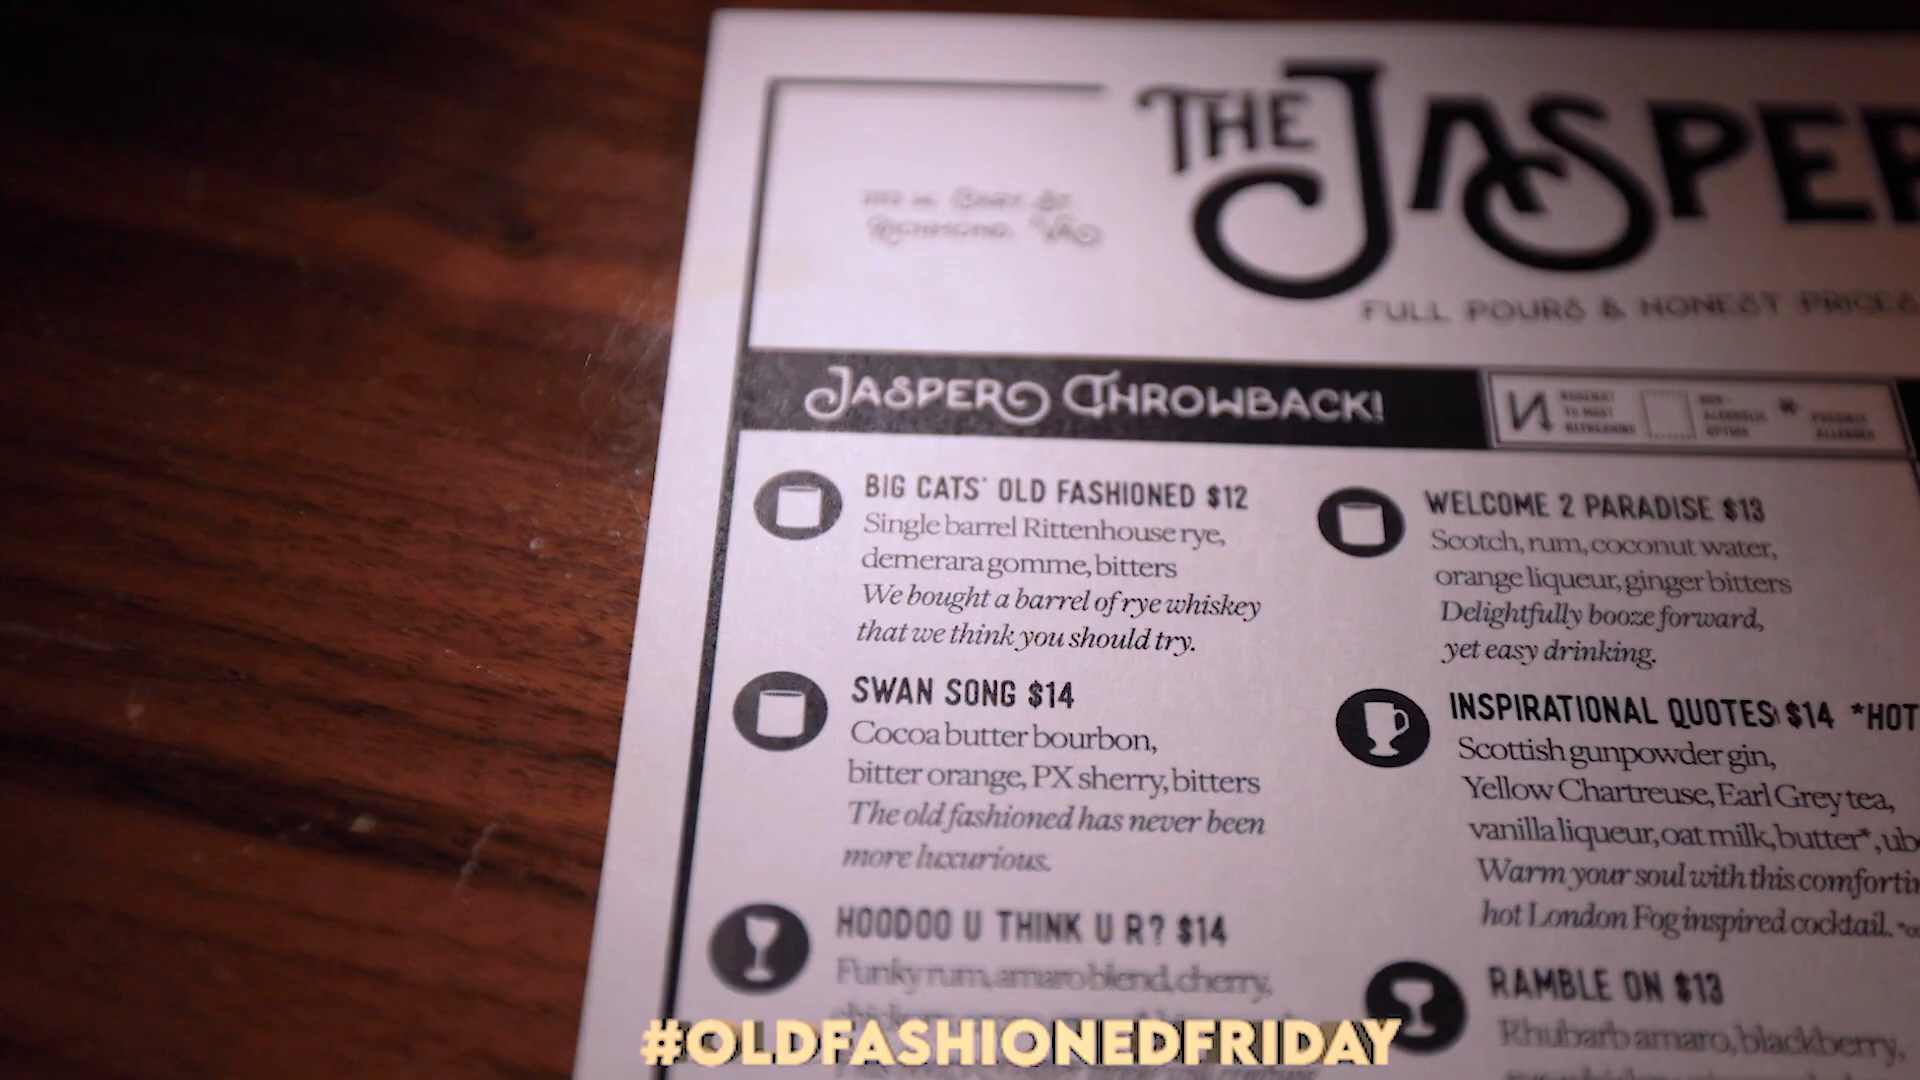 THE JASPER
RICHMOND, VA
FULL POURS & HONEST PRICES
JASPER THROWBACK!
BIG CATS' OLD FASHIONED $12
Single barrel Rittenhouse rye,
demerara gomme, bitters
We bought a barrel of rye whiskey
that we think you should try.
SWAN SONG $14
Cocoa butter bourbon,
bitter orange, PX sherry, bitters
The old fashioned has never been
more luxurious.
HOODOO U THINK U R? $14
Funky rum, amaro blend, cherry,
WELCOME 2 PARADISE $13
Scotch, rum, coconut water,
orange liqueur, ginger bitters
Delightfully booze forward,
yet easy drinking.
INSPIRATIONAL QUOTES $14 *HOT
Scottish gunpowder gin,
Yellow Chartreuse, Earl Grey tea,
vanilla liqueur, oat milk, butter*, ub
Warm your soul with this comfortin
hot London Fog inspired cocktail.
RAMBLE ON $13
Rhubarb amaro, blackberry,
#OLDFASHIONEDFRIDAY